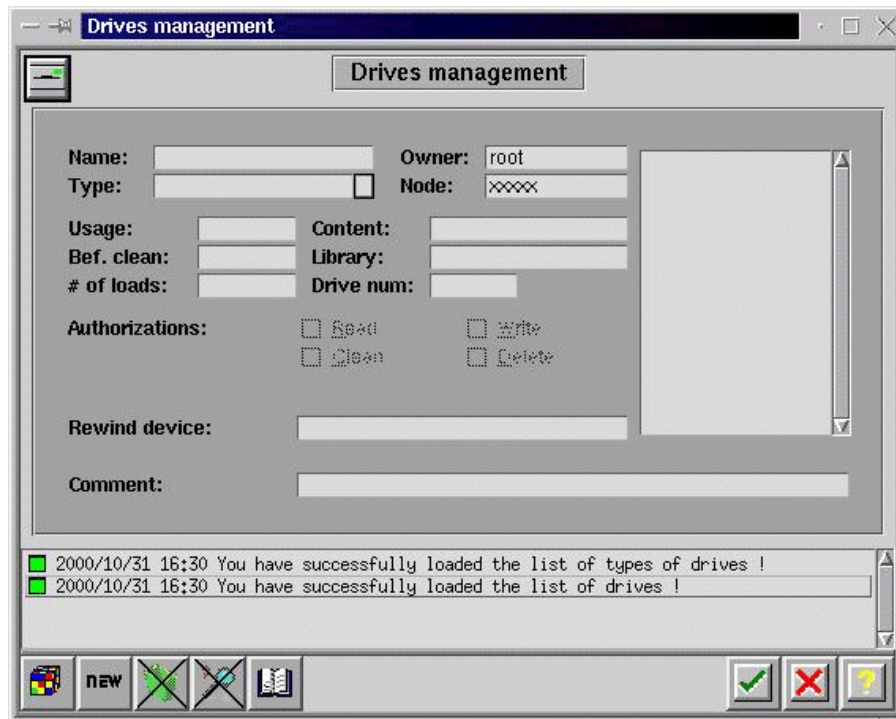 Drives management
Drives management
Name: Owner: root
Type: Node: xxxxx
Usage: Content:
Bef. clean: Library:
# of loads: Drive num:
Authorizations: Read Write
Clean Delete
Rewind device:
Comment:
2000/10/31 16:30 You have successfully loaded the list of types of drives !
2000/10/31 16:30 You have successfully loaded the list of drives !
NEW
?